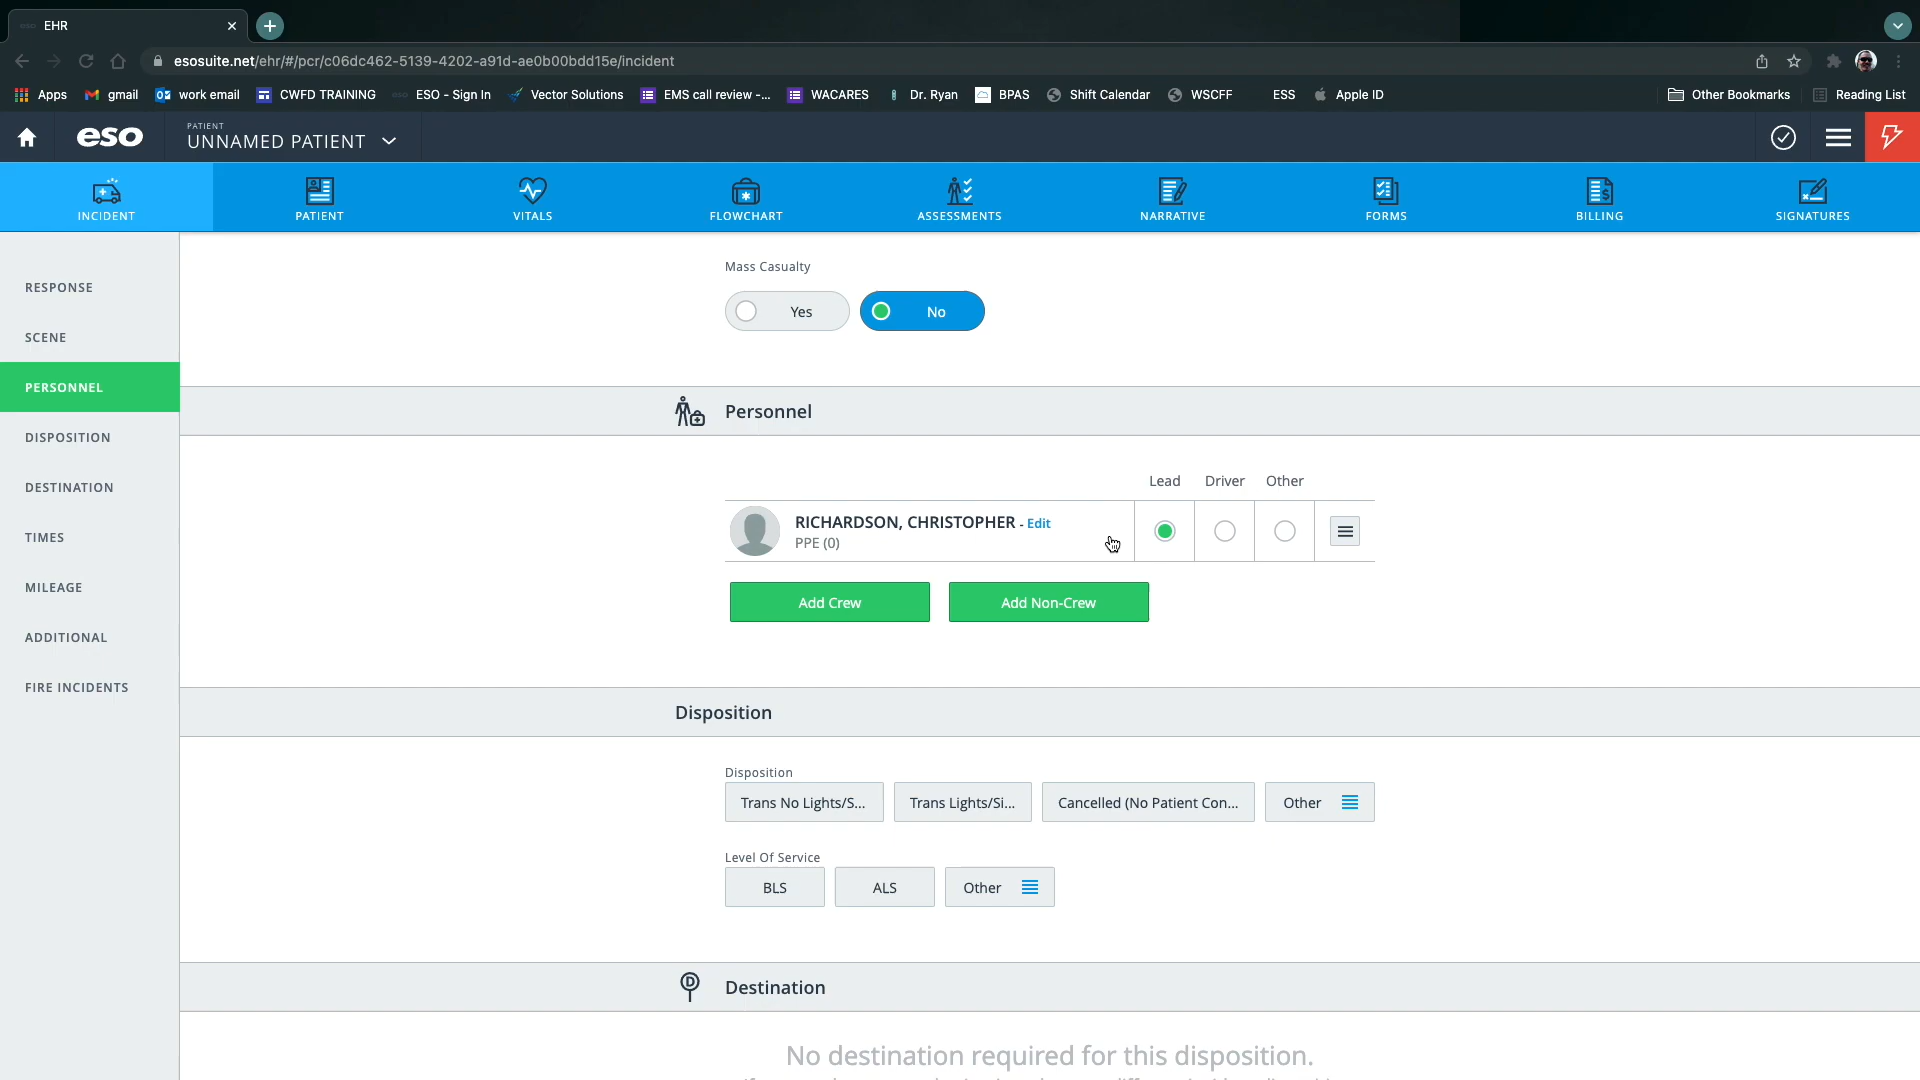 EHR
esosuite.net/ehr/#/pcr/c06dc462-5139-4202-a91d-ae0b00bdd15e/incident
Apps gmail work email CWFD TRAINING ESO - Sign In Vector Solutions EMS call review -... WACARES Dr. Ryan BPAS Shift Calendar WSCFF ESS Apple ID Other Bookmarks Reading List
eso
PATIENT
UNNAMED PATIENT
INCIDENT PATIENT VITALS FLOWCHART ASSESSMENTS NARRATIVE FORMS BILLING SIGNATURES
RESPONSE
SCENE
PERSONNEL
DISPOSITION
DESTINATION
TIMES
MILEAGE
ADDITIONAL
FIRE INCIDENTS
Mass Casualty
Yes No
Personnel
Lead Driver Other
RICHARDSON, CHRISTOPHER - Edit
PPE (0)
Add Crew Add Non-Crew
Disposition
Disposition
Trans No Lights/S... Trans Lights/Si... Cancelled (No Patient Con... Other
Level Of Service
BLS ALS Other
D Destination
No destination required for this disposition.